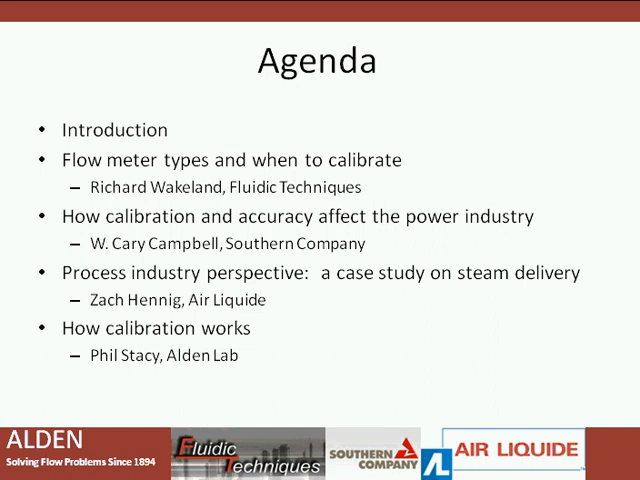 Agenda
• Introduction
• Flow meter types and when to calibrate
– Richard Wakeland, Fluidic Techniques
• How calibration and accuracy affect the power industry
– W. Cary Campbell, Southern Company
• Process industry perspective: a case study on steam delivery
– Zach Hennig, Air Liquide
• How calibration works
– Phil Stacy, Alden Lab
ALDEN
Solving Flow Problems Since 1894
Fluidic
Techniques
SOUTHERN
COMPANY
AL
AIR LIQUIDE